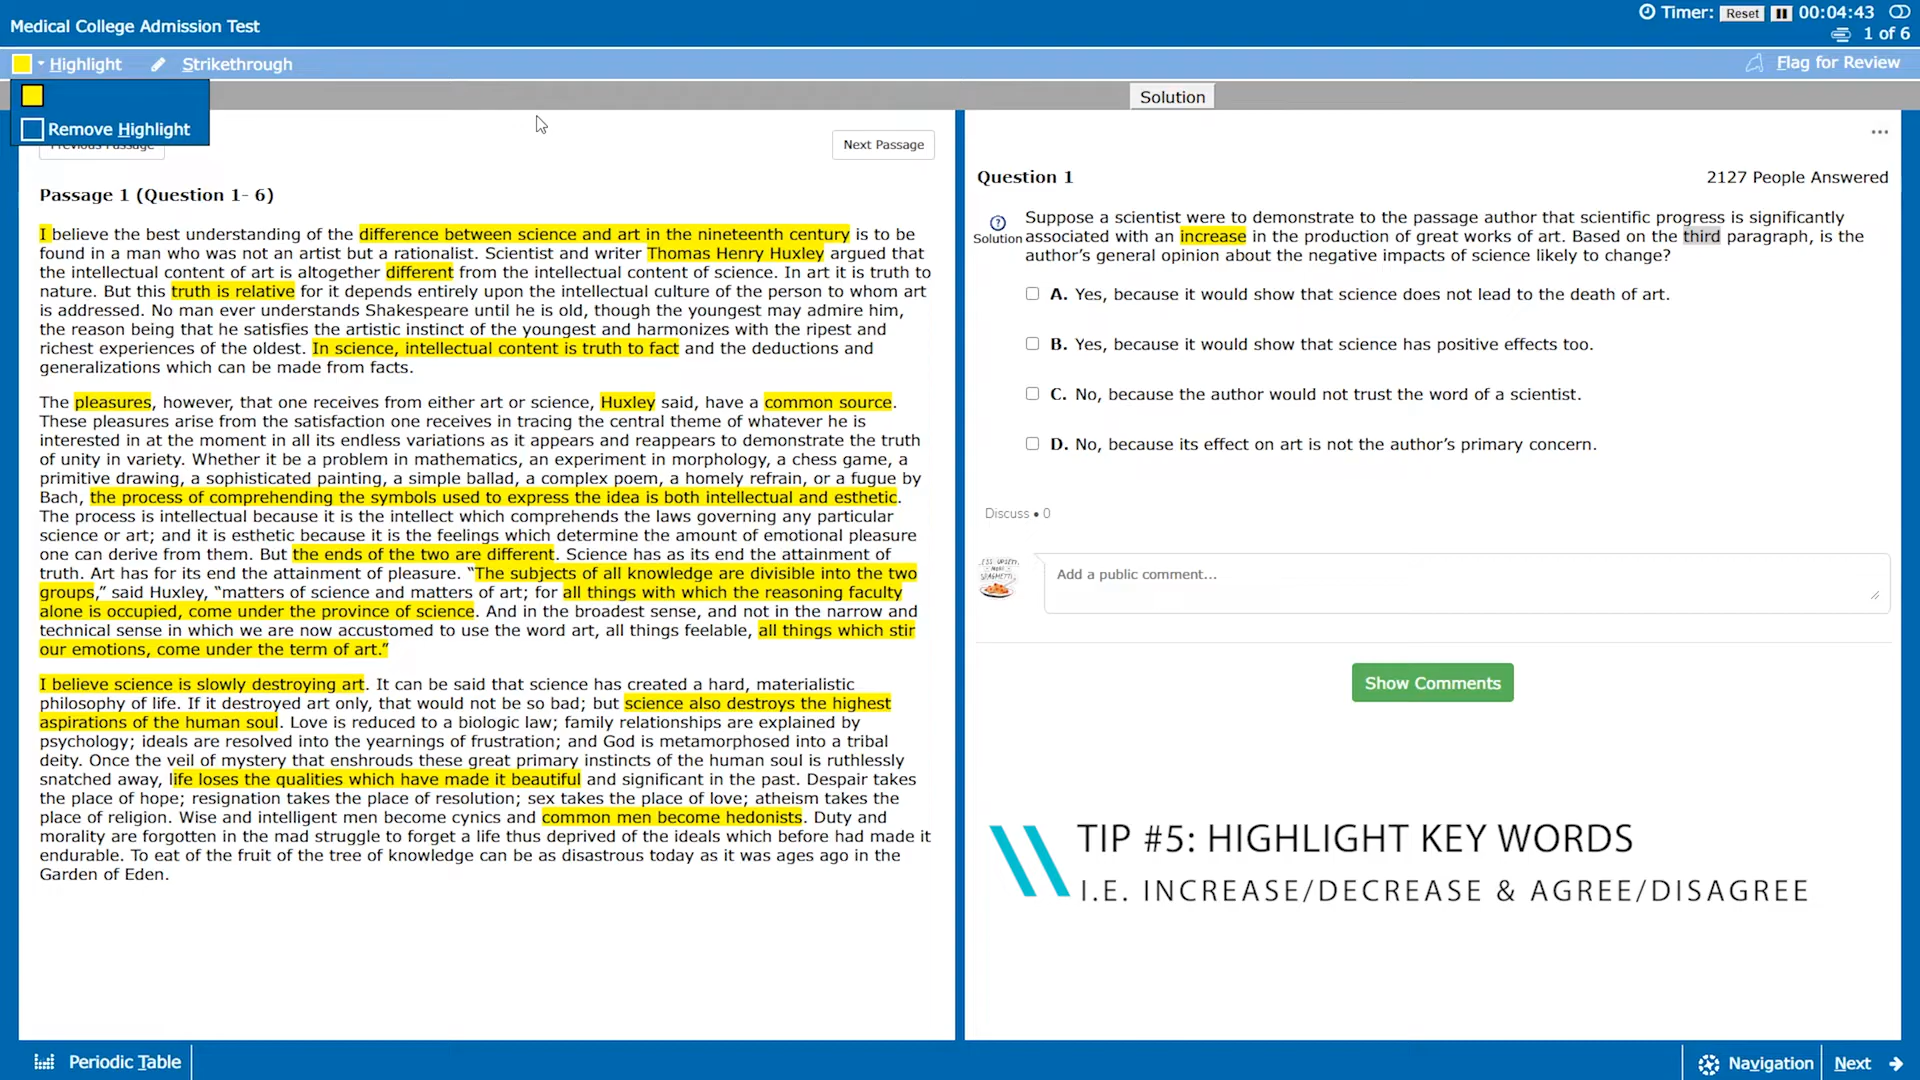 Medical College Admission Test
Timer: Reset 00:04:43
1 of 6
Highlight Strikethrough
Flag for Review
Remove Highlight
Solution
Next Passage
Passage 1 (Question 1- 6)
I believe the best understanding of the difference between science and art in the nineteenth century is to be
found in a man who was not an artist but a rationalist. Scientist and writer Thomas Henry Huxley argued that
the intellectual content of art is altogether different from the intellectual content of science. In art it is truth to
nature. But this truth is relative for it depends entirely upon the intellectual culture of the person to whom art
is addressed. No man ever understands Shakespeare until he is old, though the youngest may admire him,
the reason being that he satisfies the artistic instinct of the youngest and harmonizes with the ripest and
richest experiences of the oldest. In science, intellectual content is truth to fact and the deductions and
generalizations which can be made from facts.
The pleasures, however, that one receives from either art or science, Huxley said, have a common source.
These pleasures arise from the satisfaction one receives in tracing the central theme of whatever he is
interested in at the moment in all its endless variations as it appears and reappears to demonstrate the truth
of unity in variety. Whether it be a problem in mathematics, an experiment in morphology, a chess game, a
primitive drawing, a sophisticated painting, a simple ballad, a complex poem, a homely refrain, or a fugue by
Bach, the process of comprehending the symbols used to express the idea is both intellectual and esthetic.
The process is intellectual because it is the intellect which comprehends the laws governing any particular
science or art; and it is esthetic because it is the feelings which determine the amount of emotional pleasure
one can derive from them. But the ends of the two are different. Science has as its end the attainment of
truth. Art has for its end the attainment of pleasure. “The subjects of all knowledge are divisible into the two
groups,” said Huxley, “matters of science and matters of art; for all things with which the reasoning faculty
alone is occupied, come under the province of science. And in the broadest sense, and not in the narrow and
technical sense in which we are now accustomed to use the word art, all things feelable, all things which stir
our emotions, come under the term of art.”
I believe science is slowly destroying art. It can be said that science has created a hard, materialistic
philosophy of life. If it destroyed art only, that would not be so bad; but science also destroys the highest
aspirations of the human soul. Love is reduced to a biologic law; family relationships are explained by
psychology; ideals are resolved into the yearnings of frustration; and God is metamorphosed into a tribal
deity. Once the veil of mystery that enshrouds these great primary instincts of the human soul is ruthlessly
snatched away, life loses the qualities which have made it beautiful and significant in the past. Despair takes
the place of hope; resignation takes the place of resolution; sex takes the place of love; atheism takes the
place of religion. Wise and intelligent men become cynics and common men become hedonists. Duty and
morality are forgotten in the mad struggle to forget a life thus deprived of the ideals which before had made it
endurable. To eat of the fruit of the tree of knowledge can be as disastrous today as it was ages ago in the
Garden of Eden.
Question 1
2127 People Answered
Solution
Suppose a scientist were to demonstrate to the passage author that scientific progress is significantly
associated with an increase in the production of great works of art. Based on the third paragraph, is the
author’s general opinion about the negative impacts of science likely to change?
A. Yes, because it would show that science does not lead to the death of art.
B. Yes, because it would show that science has positive effects too.
C. No, because the author would not trust the word of a scientist.
D. No, because its effect on art is not the author’s primary concern.
Discuss • 0
Add a public comment...
Show Comments
TIP #5: HIGHLIGHT KEY WORDS
I.E. INCREASE/DECREASE & AGREE/DISAGREE
Periodic Table
Navigation
Next